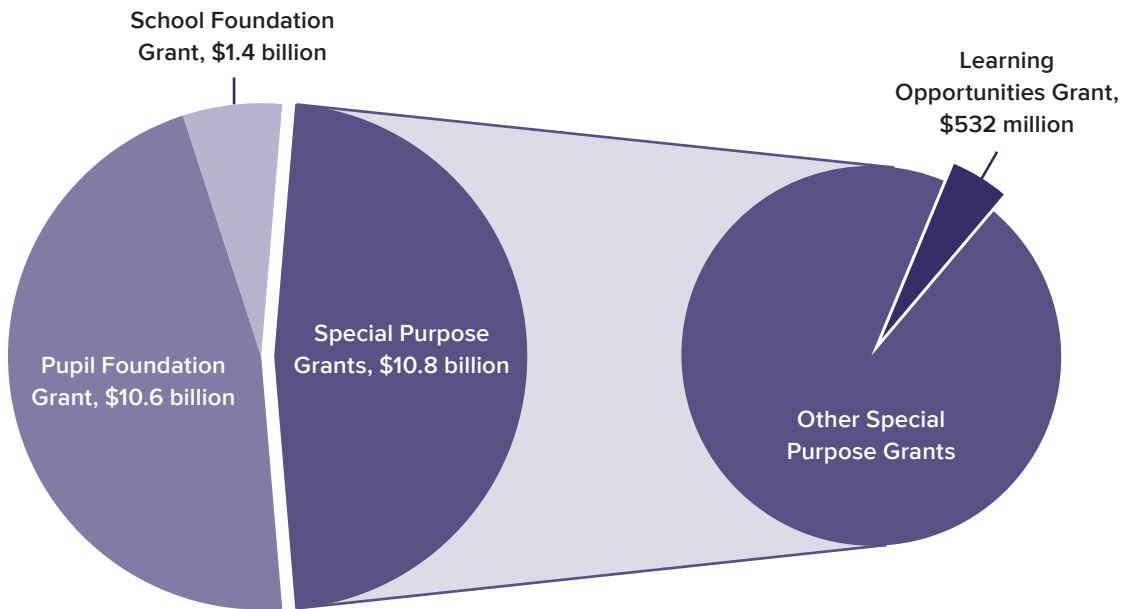 School Foundation
Grant, $1.4 billion
Learning
Opportunities Grant,
$532 million
Special Purpose
Grants, $10.8 billion
Pupil Foundation
Grant, $10.6 billion
Other Special
Purpose Grants